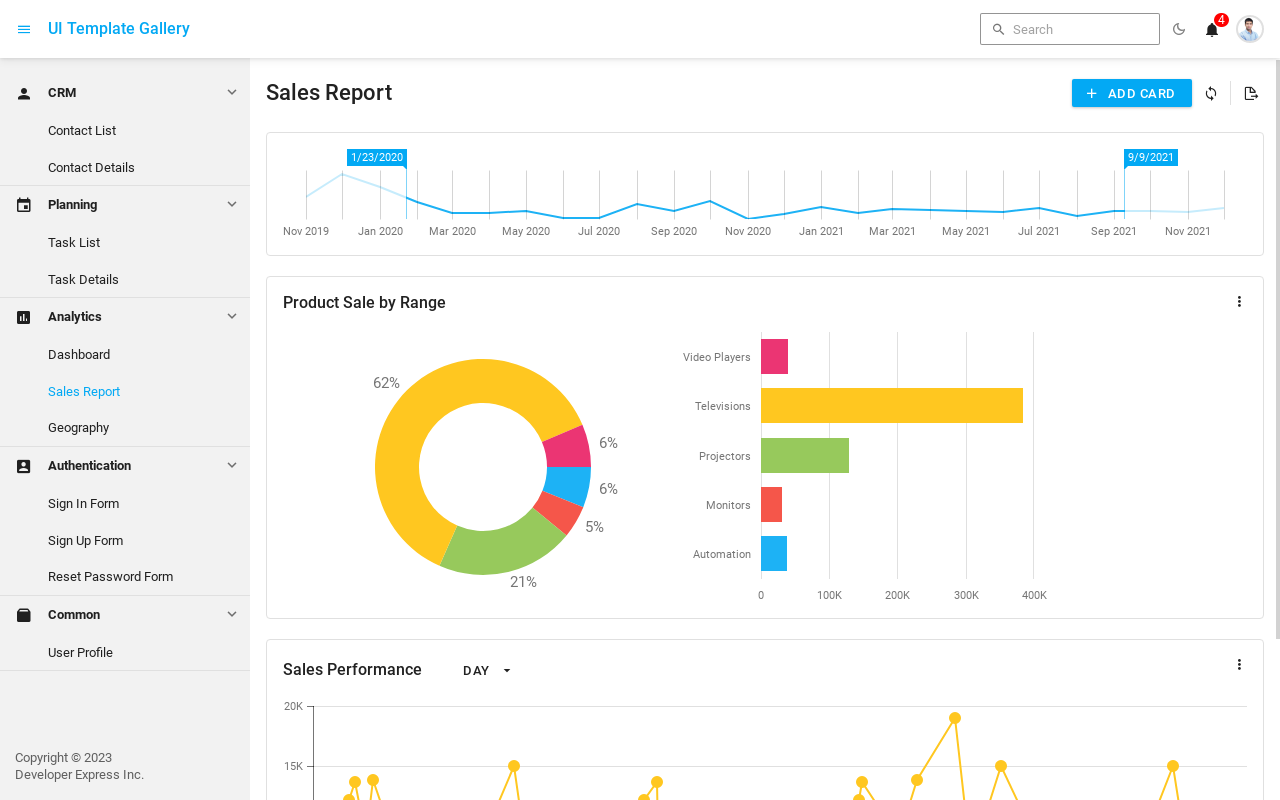 UI Template Gallery
Search
4
CRM
Contact List
Contact Details
Planning
Task List
Task Details
Analytics
Dashboard
Sales Report
Geography
Authentication
Sign In Form
Sign Up Form
Reset Password Form
Common
User Profile
Copyright © 2023
Developer Express Inc.
Sales Report
ADD CARD
1/23/2020
9/9/2021
Nov 2019 Jan 2020 Mar 2020 May 2020 Jul 2020 Sep 2020 Nov 2020 Jan 2021 Mar 2021 May 2021 Jul 2021 Sep 2021 Nov 2021
Product Sale by Range
62%
6%
6%
5%
21%
Video Players
Televisions
Projectors
Monitors
Automation
0 100K 200K 300K 400K
Sales Performance
DAY
20K
15K